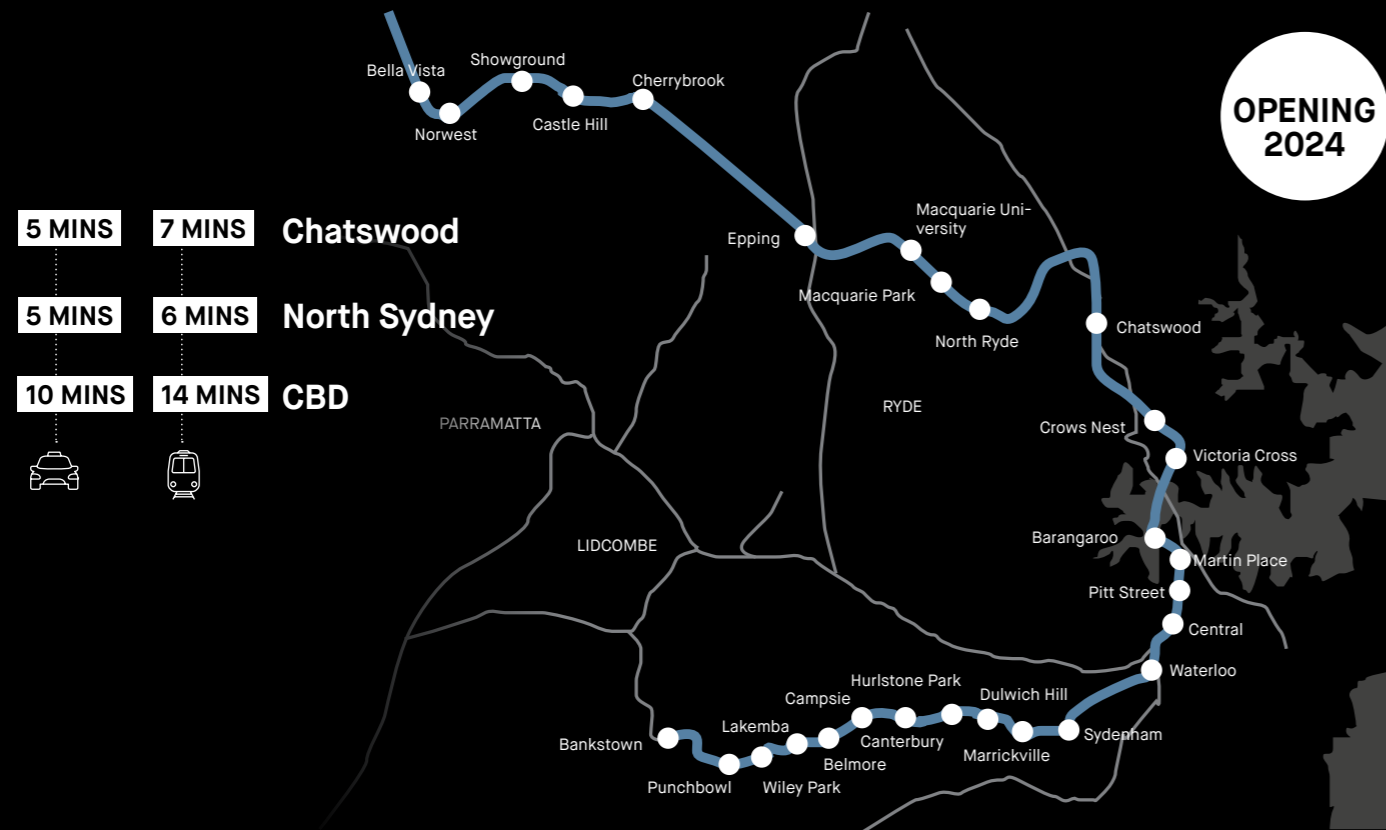 Bella Vista
Showground
Cherrybrook
Norwest
Castle Hill
OPENING
2024
5 MINS 7 MINS Chatswood
5 MINS 6 MINS North Sydney
10 MINS 14 MINS CBD
Epping
Macquarie Uni-
versity
Macquarie Park
North Ryde
Chatswood
PARRAMATTA
RYDE
Crows Nest
Victoria Cross
LIDCOMBE
Barangaroo
Martin Place
Pitt Street
Central
Waterloo
Hurlstone Park
Dulwich Hill
Campsie
Lakemba
Bankstown
Canterbury
Sydenham
Marrickville
Belmore
Punchbowl
Wiley Park